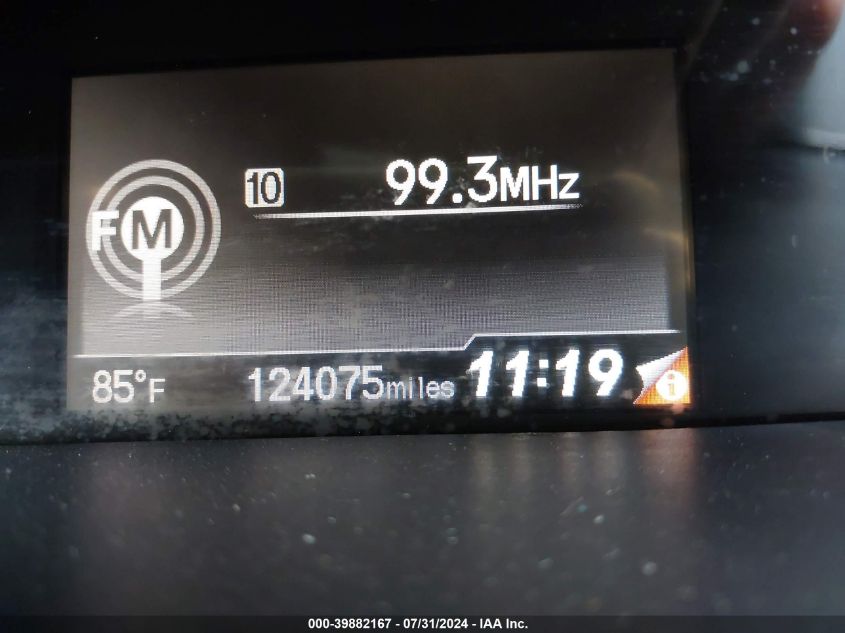 10 99.3MHz
FM
85°F 124075miles 11:19 i
000-39882167 - 07/31/2024 - IAA Inc.